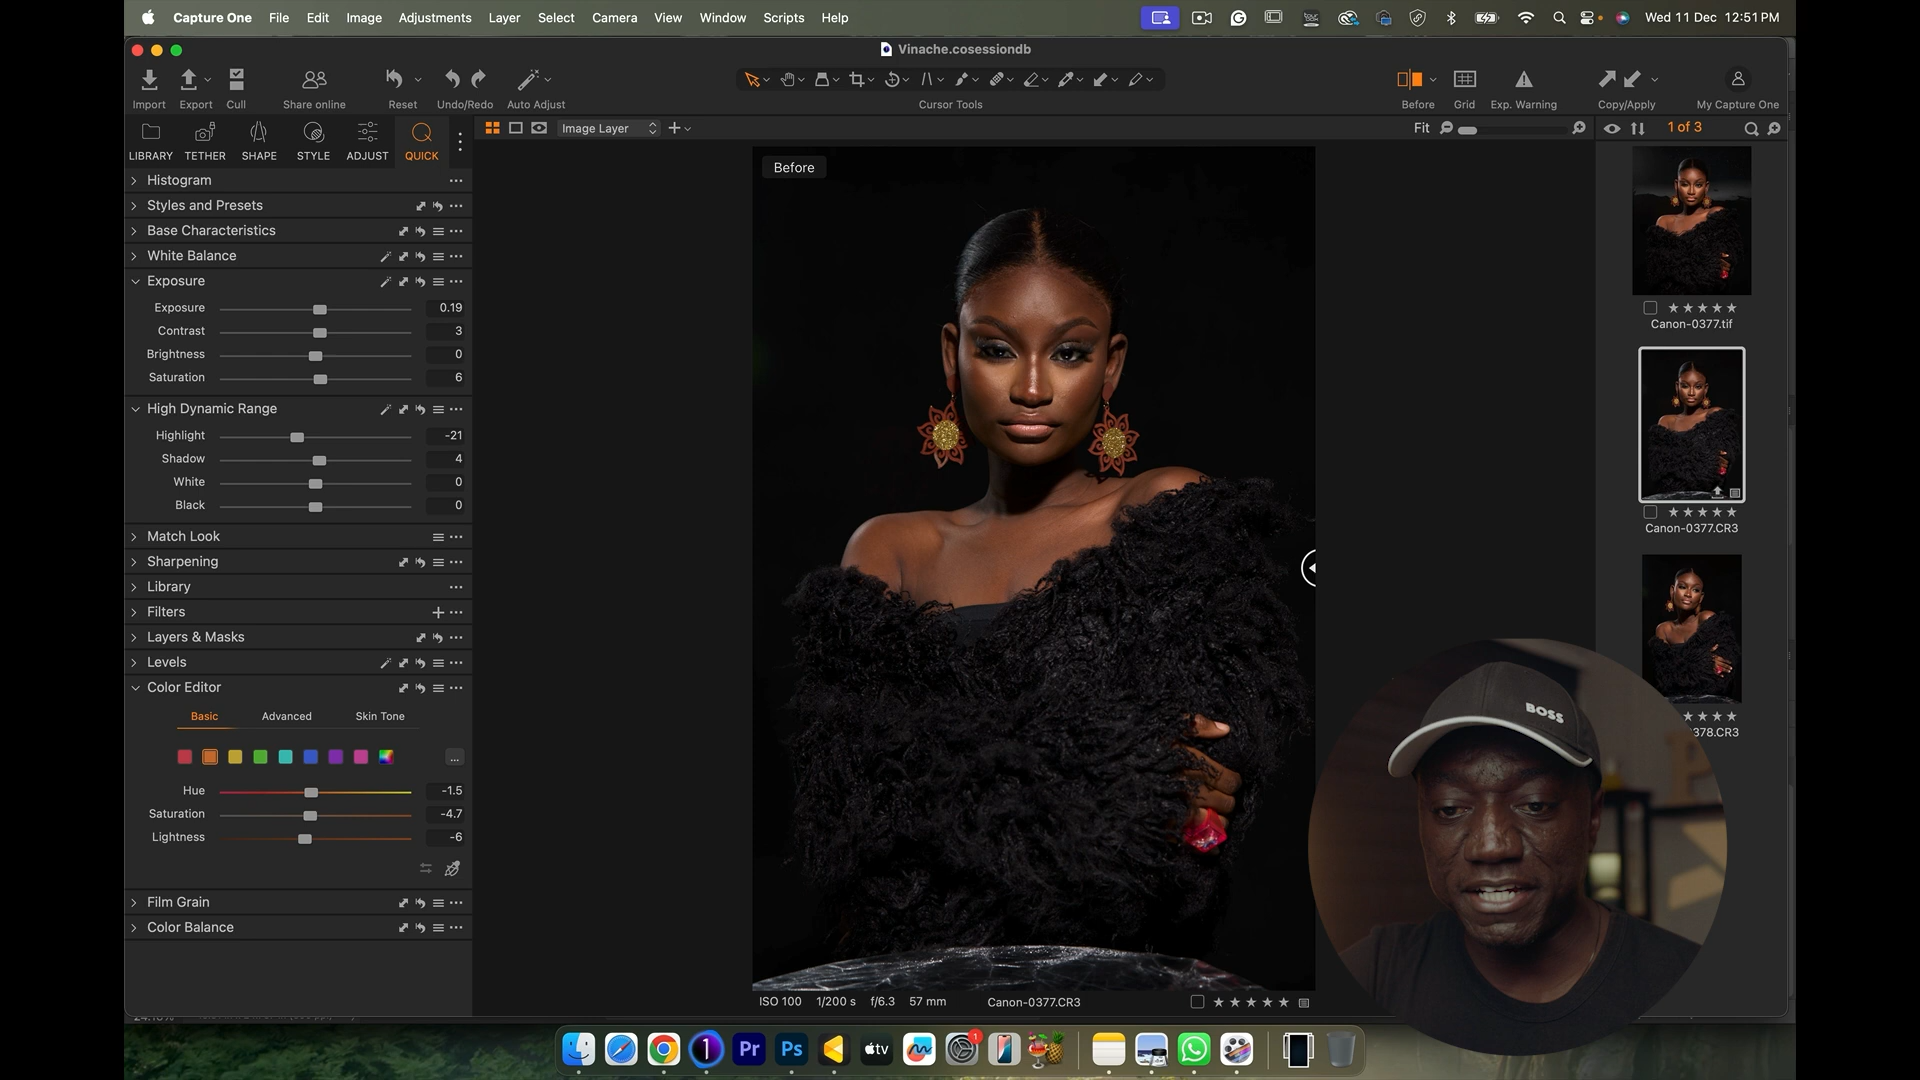 Capture One File Edit Image Adjustments Layer Select Camera View Window Scripts Help Wed 11 Dec 12:51 PM
Vinache.cosessiondb
Import Export Cull Share online Reset Undo/Redo Auto Adjust Cursor Tools Before Grid Exp. Warning Copy/Apply My Capture One
LIBRARY TETHER SHAPE STYLE ADJUST QUICK
Image Layer
Fit
1 of 3
Histogram
Styles and Presets
Base Characteristics
White Balance
Exposure
Exposure 0.19
Contrast 3
Brightness 0
Saturation 6
High Dynamic Range
Highlight -21
Shadow 4
White 0
Black 0
Match Look
Sharpening
Library
Filters
Layers & Masks
Levels
Color Editor
Basic Advanced Skin Tone
Hue -1.5
Saturation -4.7
Lightness -6
Film Grain
Color Balance
Before
ISO 100 1/200 s f/6.3 57 mm Canon-0377.CR3
Canon-0377.tif
Canon-0377.CR3
378.CR3
BOSS
Pr Ps tv
1